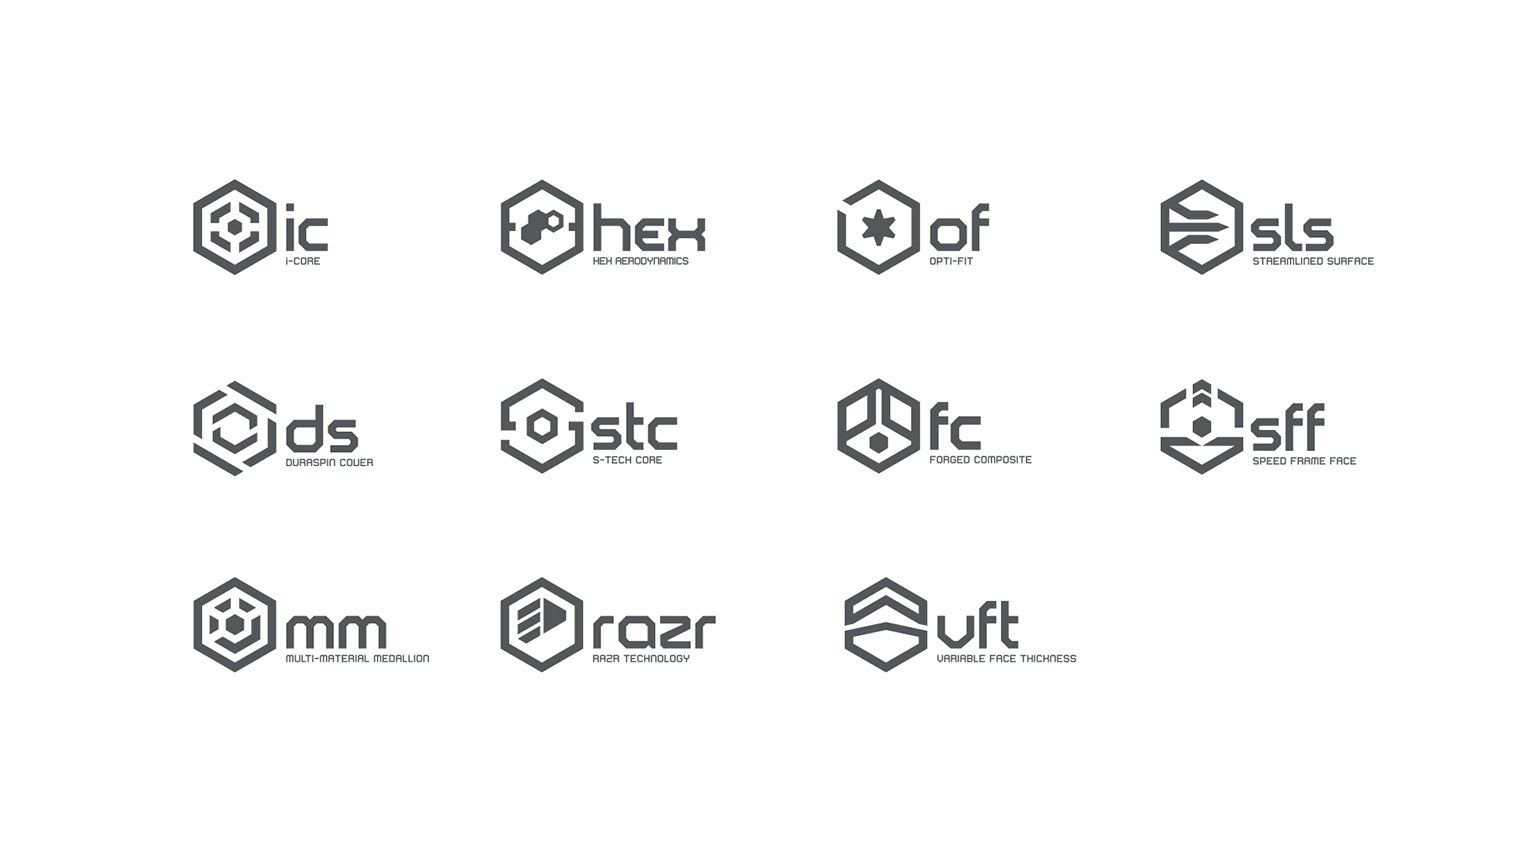 ic
i-CORE
hex
HEX AERODYNAMICS
of
OPTI-FIT
sls
STREAMLINED SURFACE
ds
DURASPIN COVER
stc
S-TECH CORE
fc
FORGED COMPOSITE
sff
SPEED FRAME FACE
mm
MULTI-MATERIAL MEDALLION
razr
RAZR TECHNOLOGY
vft
VARIABLE FACE THICKNESS